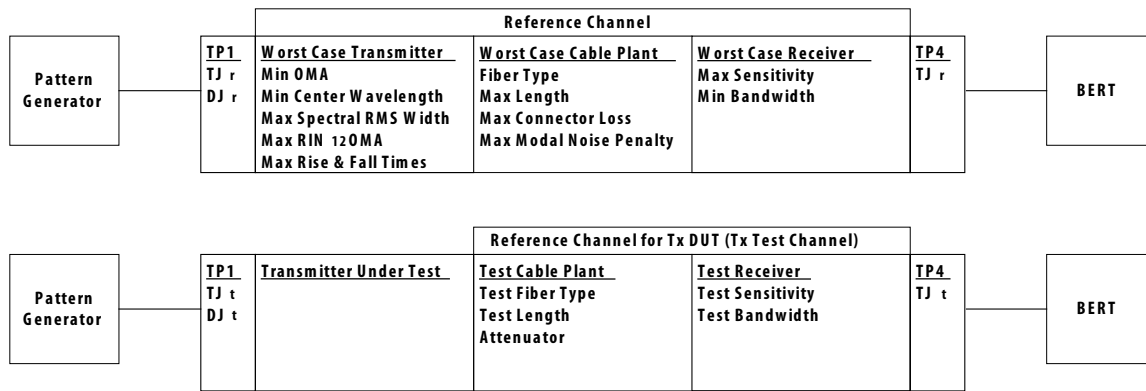 Reference Channel
Pattern
Generator
TP1
TJ r
DJ r
Worst Case Transmitter
Min OMA
Min Center Wavelength
Max Spectral RMS Width
Max RIN 12OMA
Max Rise & Fall Times
Worst Case Cable Plant
Fiber Type
Max Length
Max Connector Loss
Max Modal Noise Penalty
Worst Case Receiver
Max Sensitivity
Min Bandwidth
TP4
TJ r
BERT
Reference Channel for Tx DUT (Tx Test Channel)
Pattern
Generator
TP1
TJ t
DJ t
Transmitter Under Test
Test Cable Plant
Test Fiber Type
Test Length
Attenuator
Test Receiver
Test Sensitivity
Test Bandwidth
TP4
TJ t
BERT